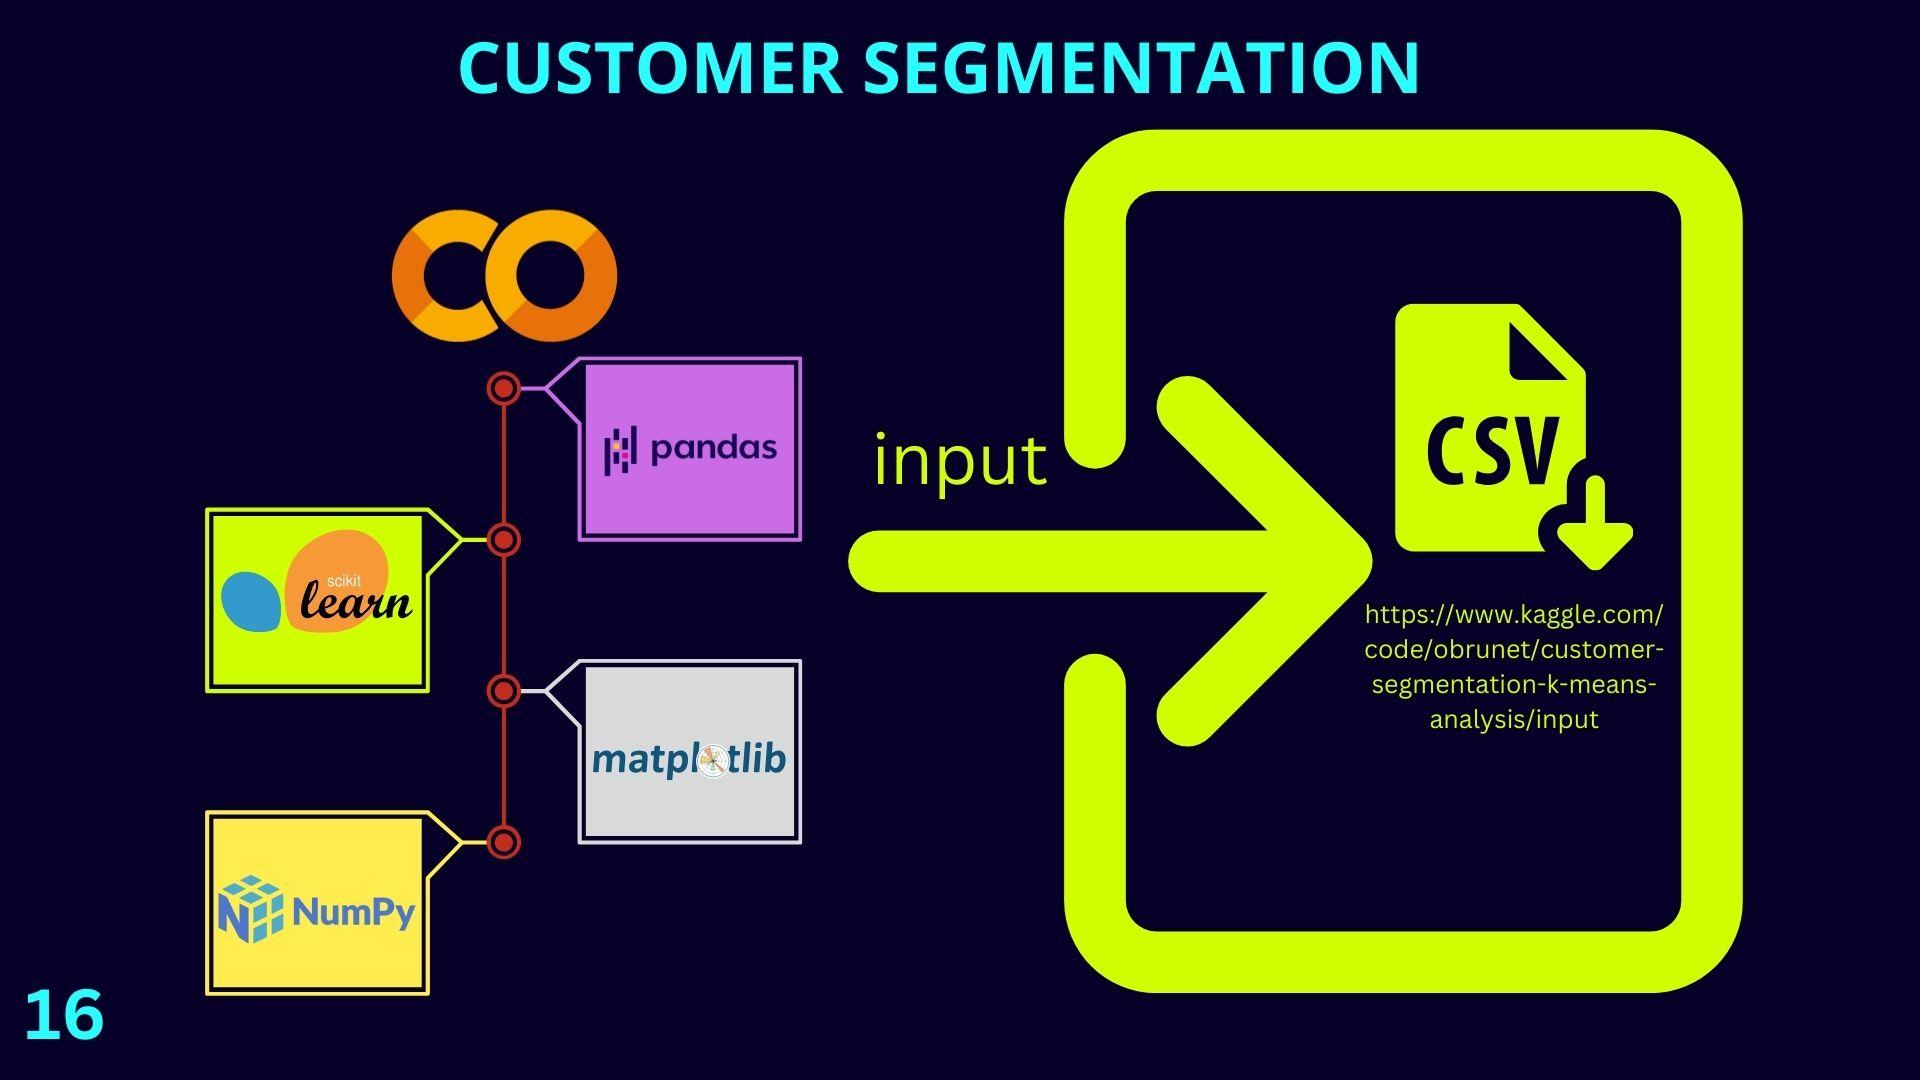 CUSTOMER SEGMENTATION
CO
pandas
scikit
learn
matplotlib
NumPy
input
CSV
https://www.kaggle.com/
code/obrunet/customer-
segmentation-k-means-
analysis/input
16